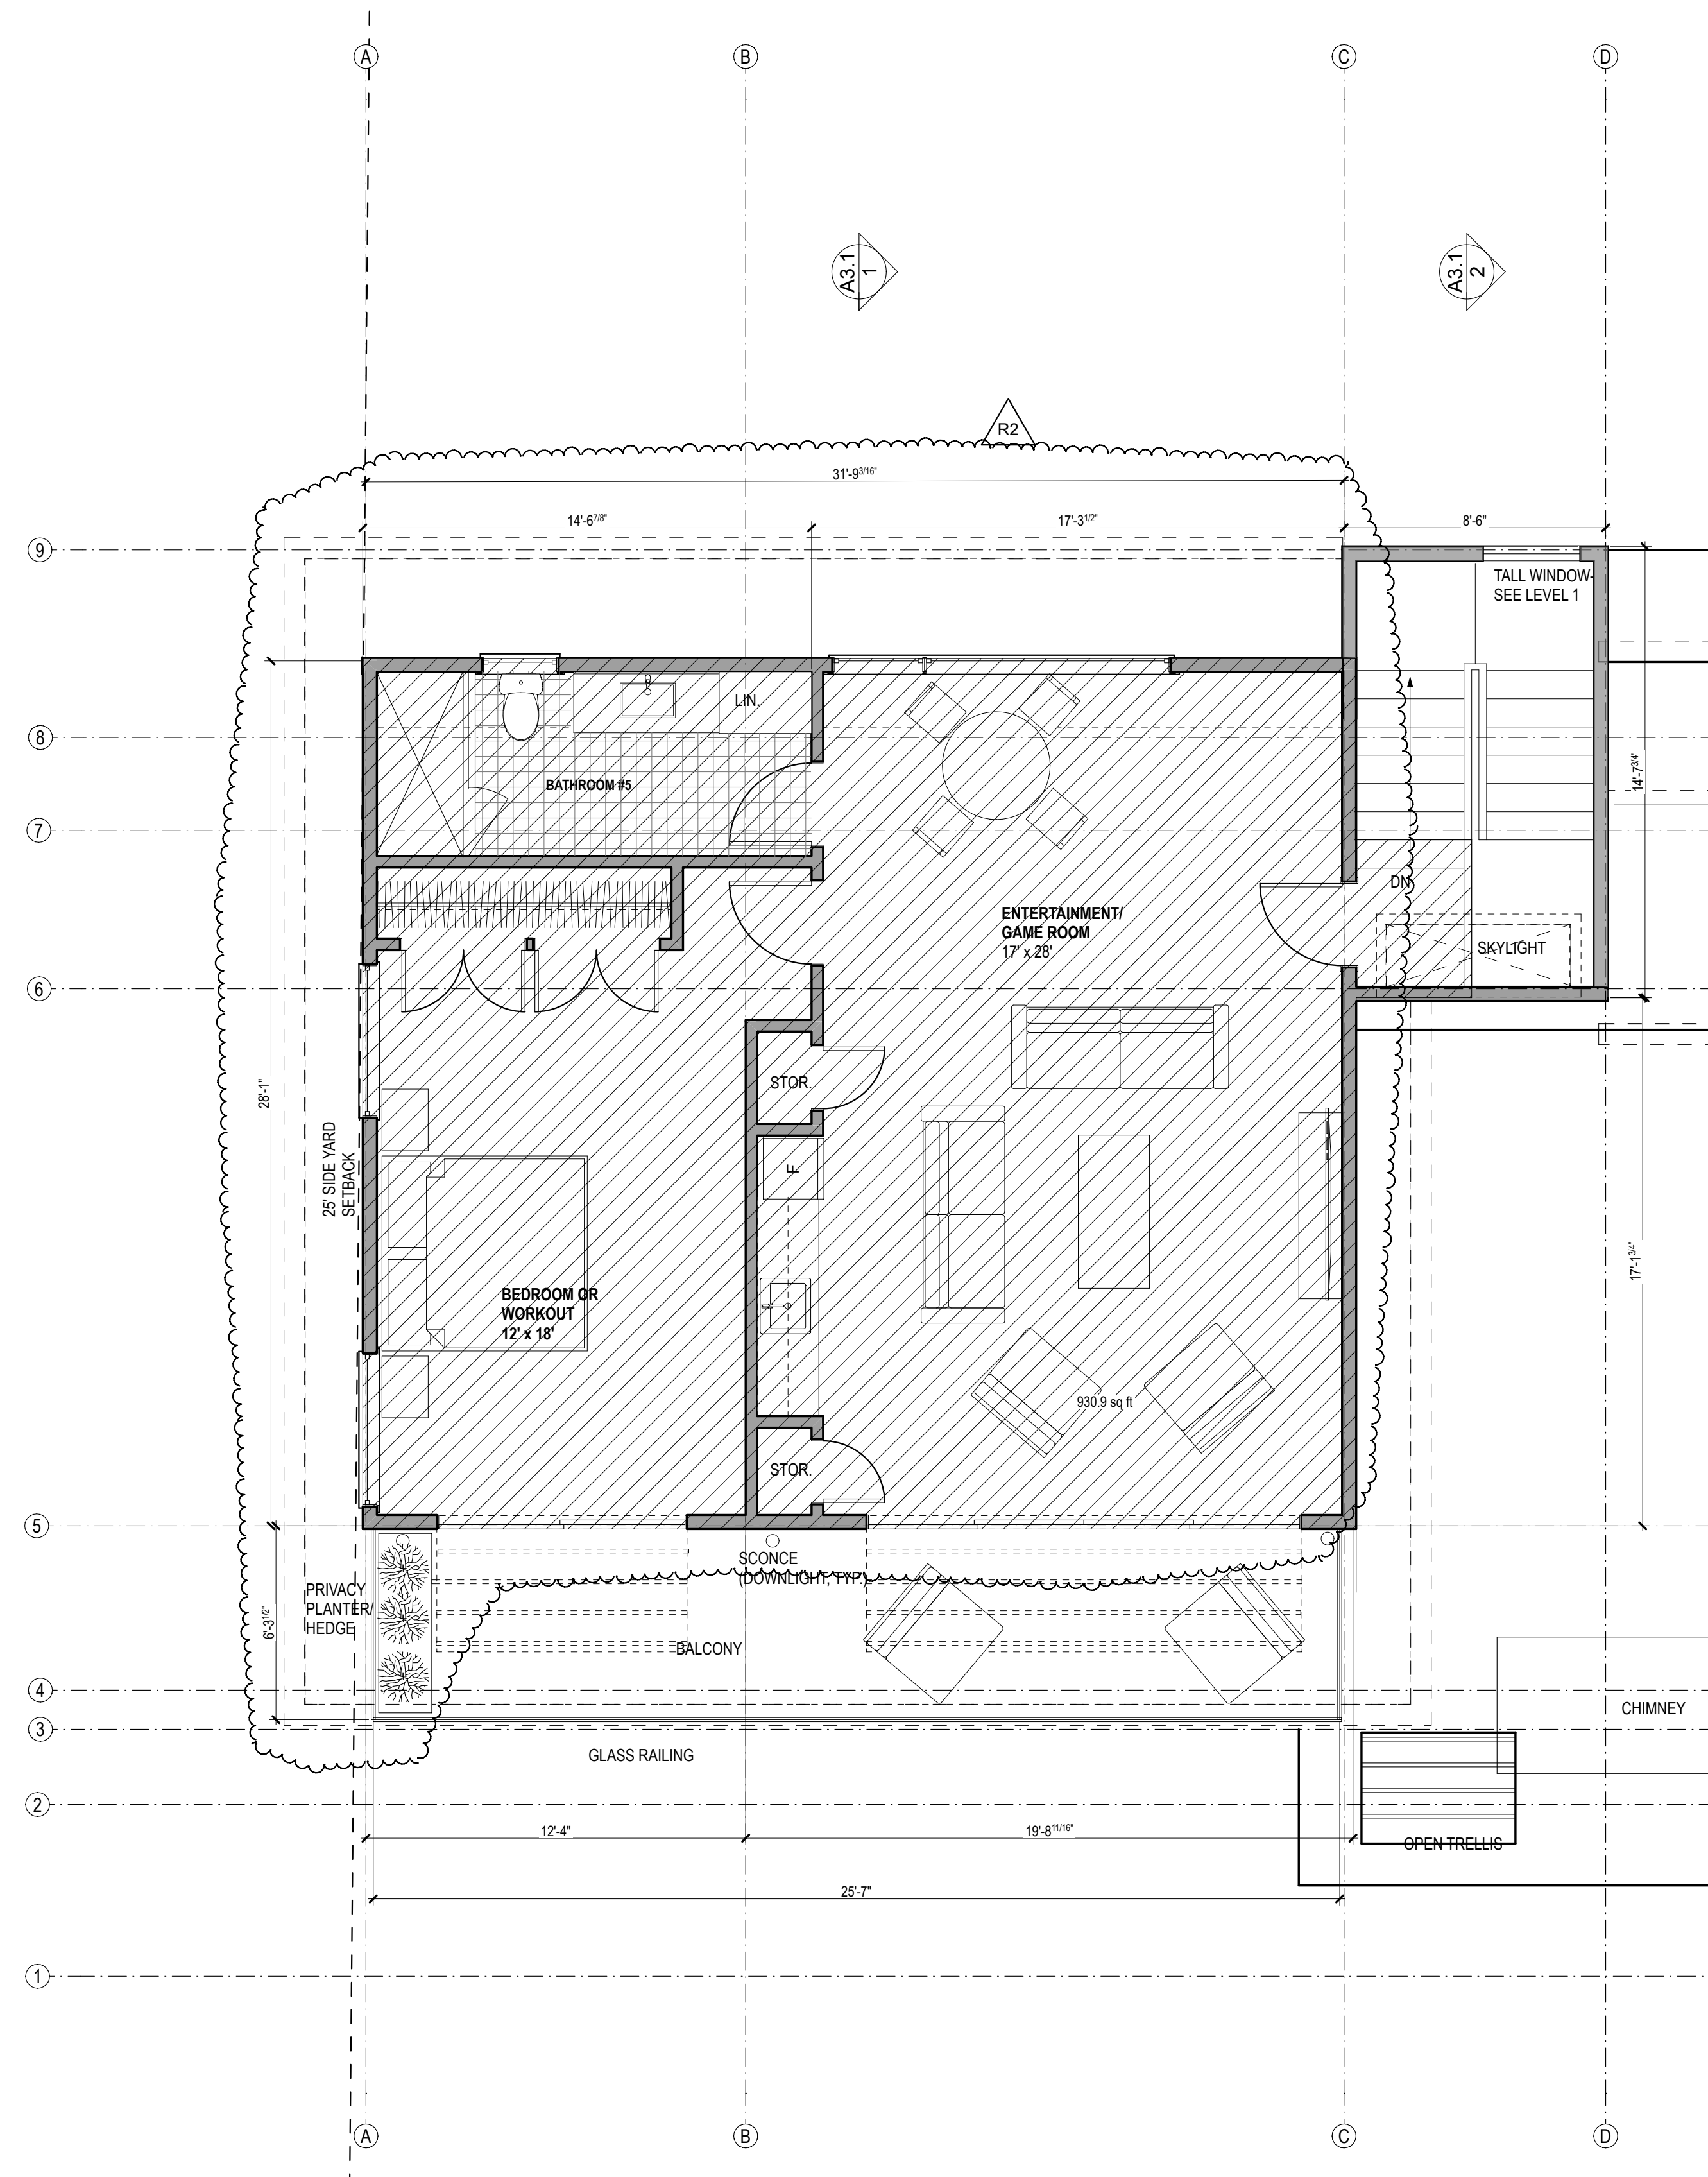 A
B
C
D
A3.1
1
A3.1
2
R2
31'-9 3/16"
14'-6 7/8"
17'-3 1/2"
8'-6"
9
TALL WINDOW-
SEE LEVEL 1
LIN.
8
BATHROOM #5
14'-7 3/4"
7
DN
ENTERTAINMENT/
GAME ROOM
17' x 28'
SKYLIGHT
6
STOR.
28'-1"
25' SIDE YARD
SETBACK
F
17'-1 3/4"
BEDROOM OR
WORKOUT
12' x 18'
930.9 sq ft
STOR.
5
SCONCE
(DOWNLIGHT, TYP.)
PRIVACY
PLANTER/
HEDGE
6'-3 1/2"
BALCONY
4
CHIMNEY
3
GLASS RAILING
2
12'-4"
19'-8 11/16"
OPEN TRELLIS
25'-7"
1
A
B
C
D